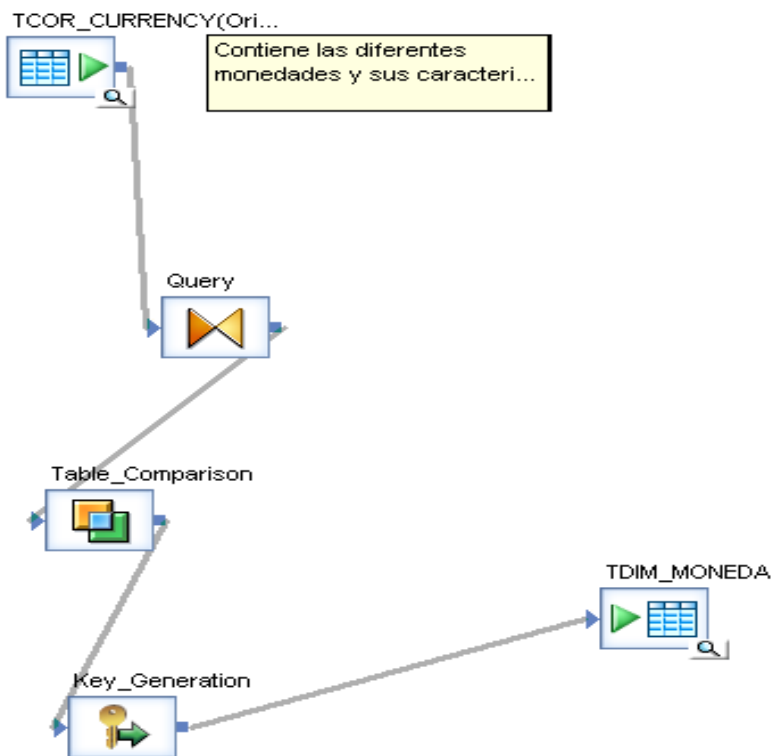 TCOR_CURRENCY(Ori...
Contiene las diferentes
monedades y sus caracteri...
Query
Table_Comparison
TDIM_MONEDA
Key_Generation